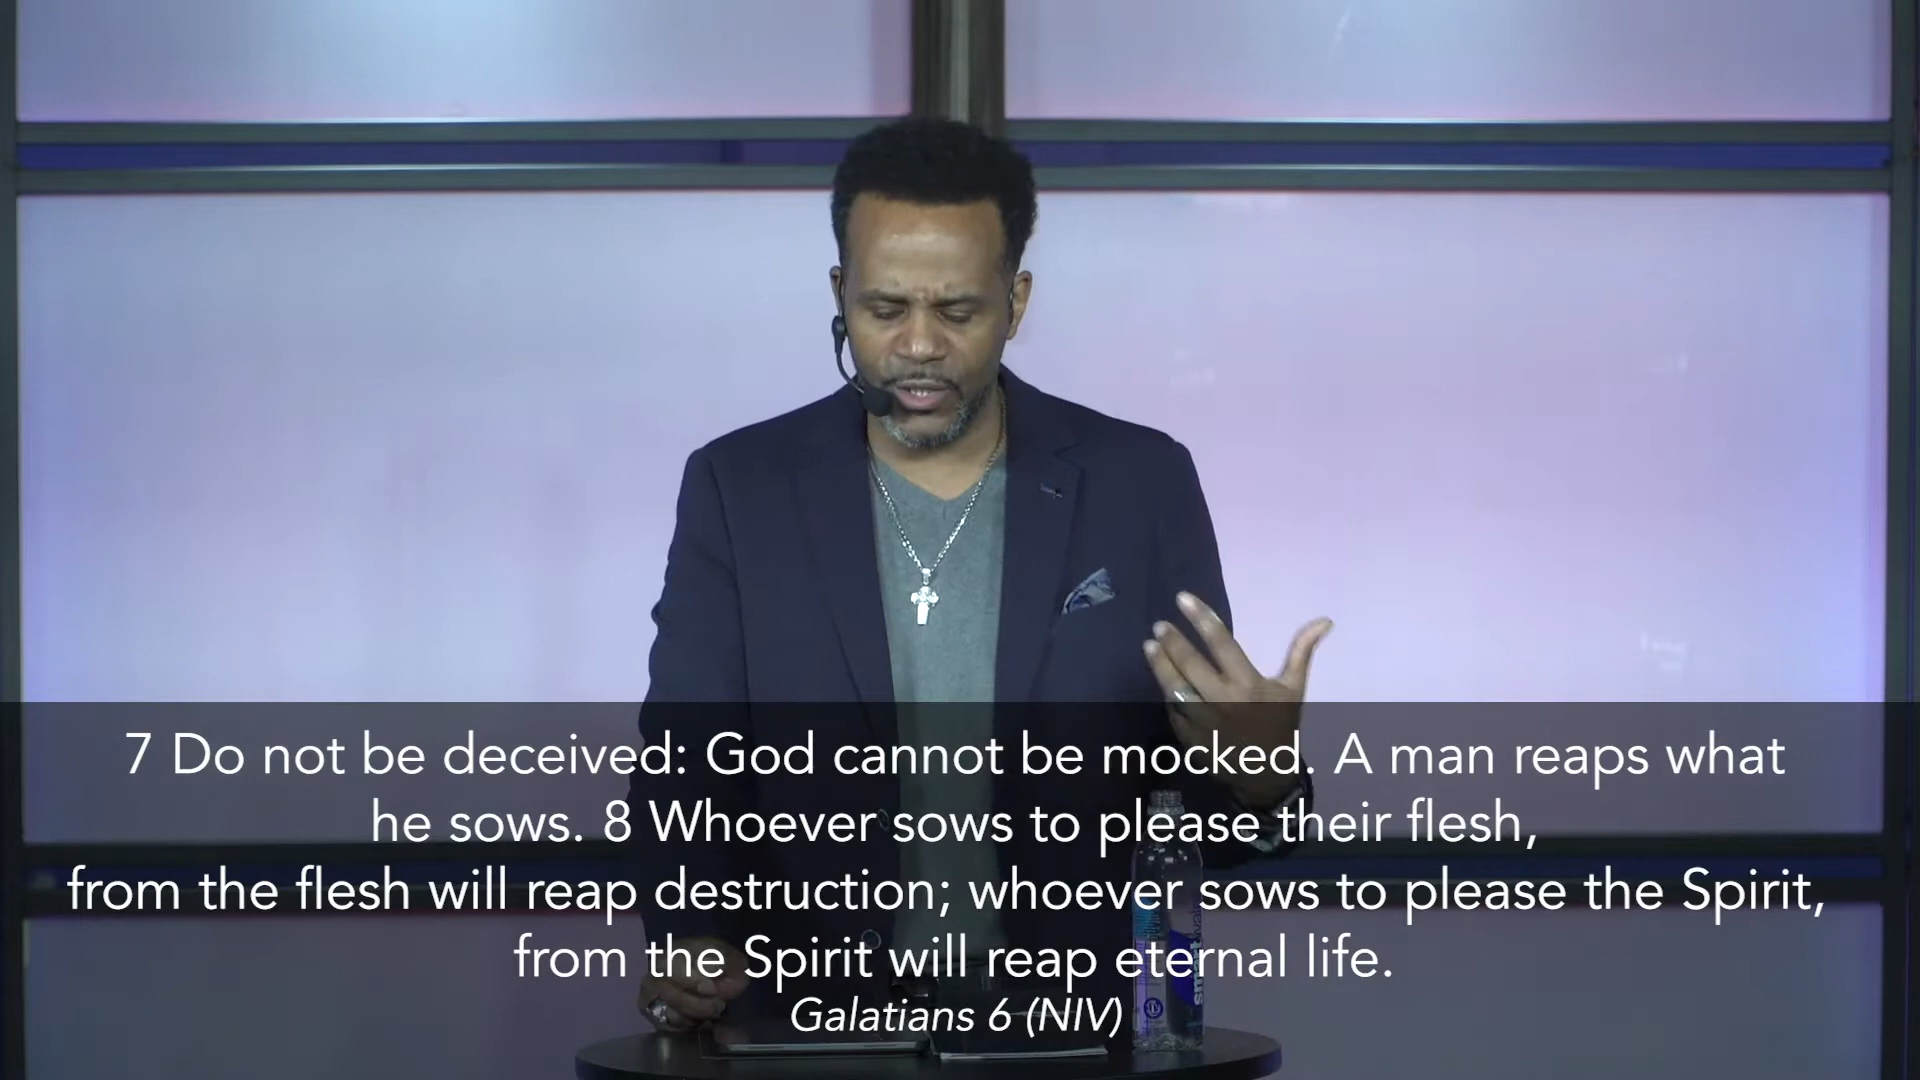 7 Do not be deceived: God cannot be mocked. A man reaps what
he sows. 8 Whoever sows to please their flesh,
from the flesh will reap destruction; whoever sows to please the Spirit,
from the Spirit will reap eternal life.
Galatians 6 (NIV)
smart